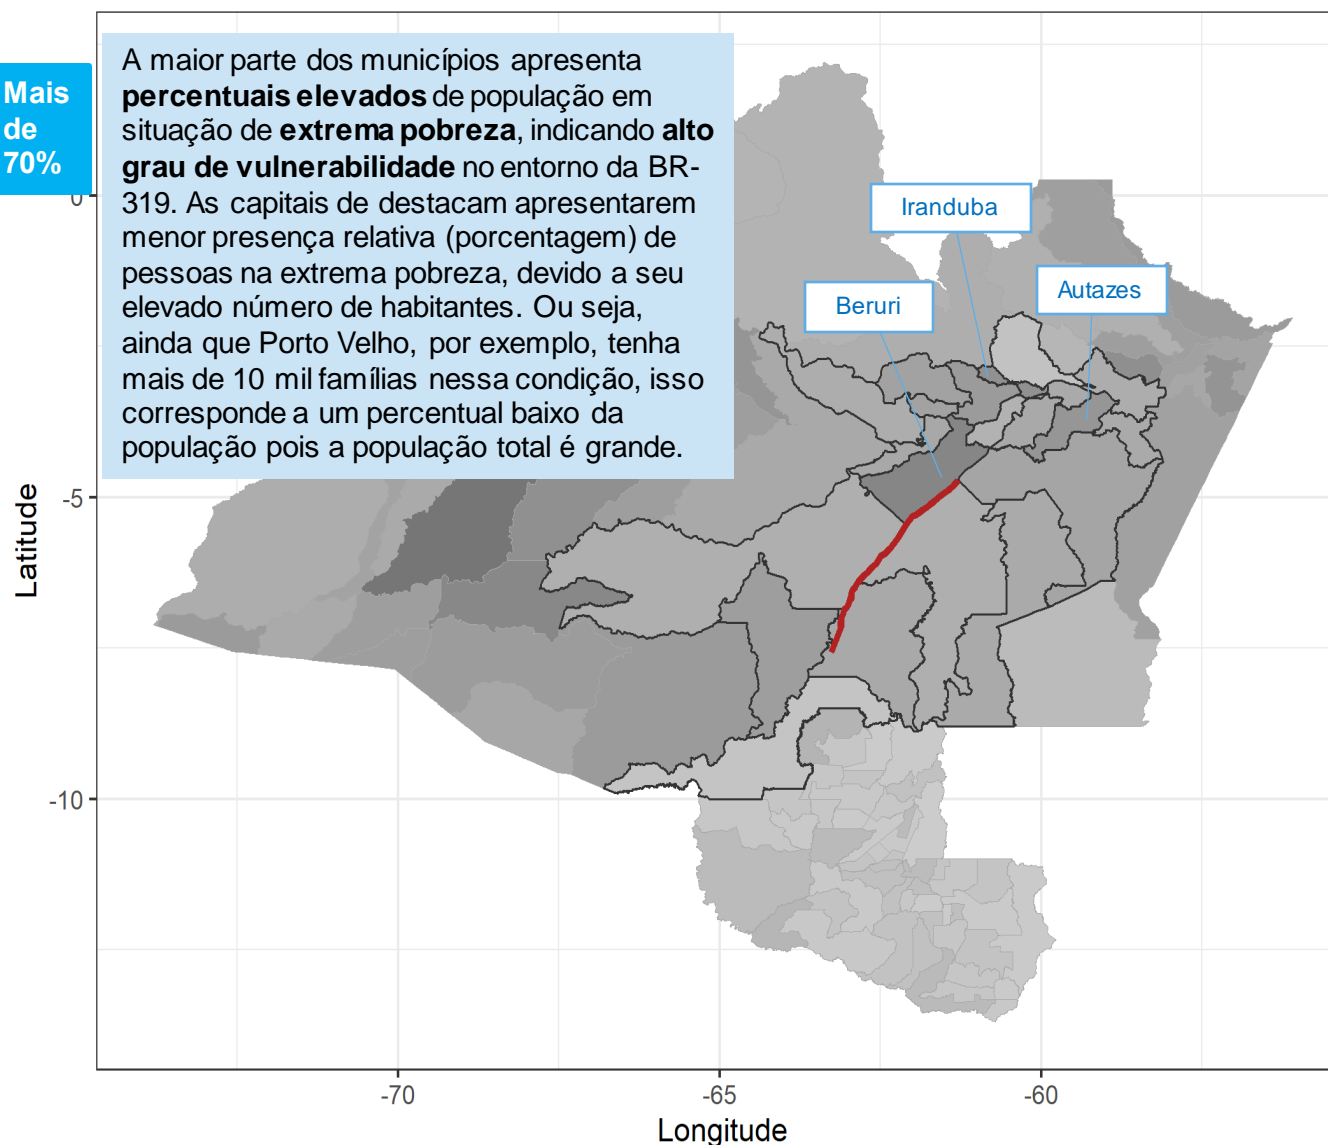 Mais
de
70%
A maior parte dos municípios apresenta
percentuais elevados de população em
situação de extrema pobreza, indicando alto
grau de vulnerabilidade no entorno da BR-
319. As capitais de destacam apresentarem
menor presença relativa (porcentagem) de
pessoas na extrema pobreza, devido a seu
elevado número de habitantes. Ou seja,
ainda que Porto Velho, por exemplo, tenha
mais de 10 mil famílias nessa condição, isso
corresponde a um percentual baixo da
população pois a população total é grande.
Iranduba
Autazes
Beruri
0
-5
-10
Latitude
-70
-65
-60
Longitude